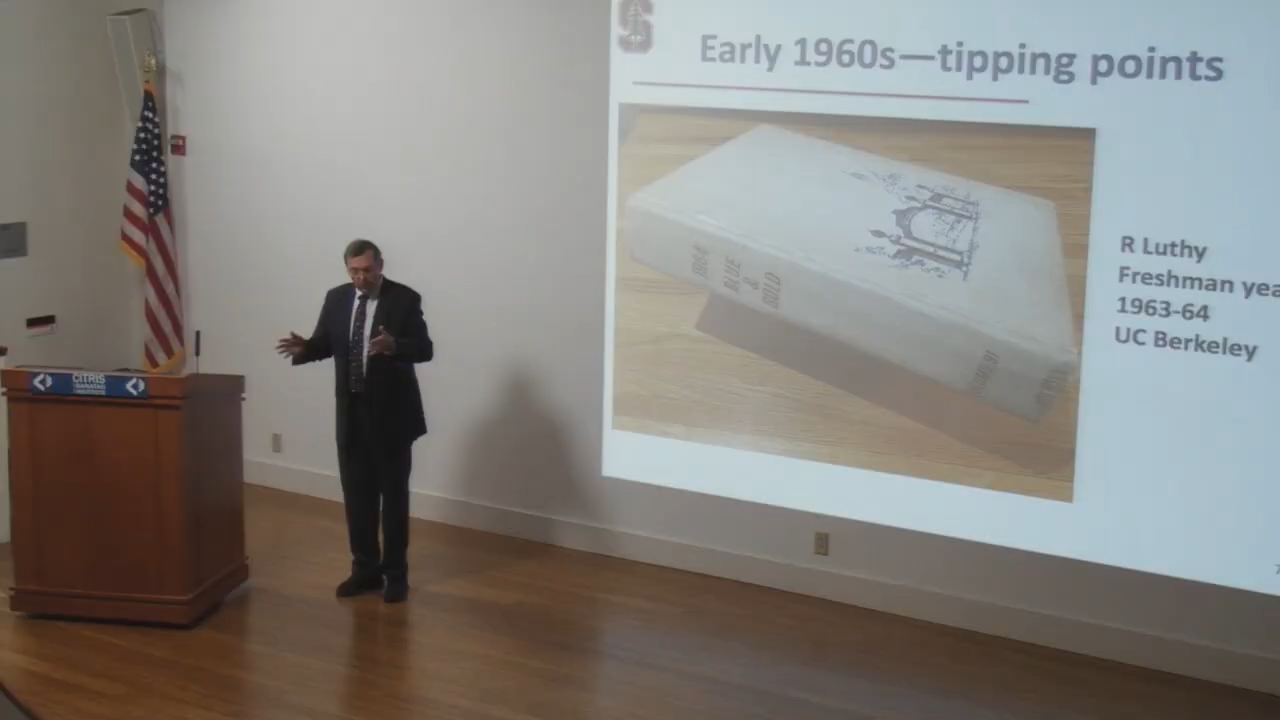 Early 1960s—tipping points
R Luthy
Freshman yea
1963-64
UC Berkeley
1964
BLUE
&
GOLD
CITRIS